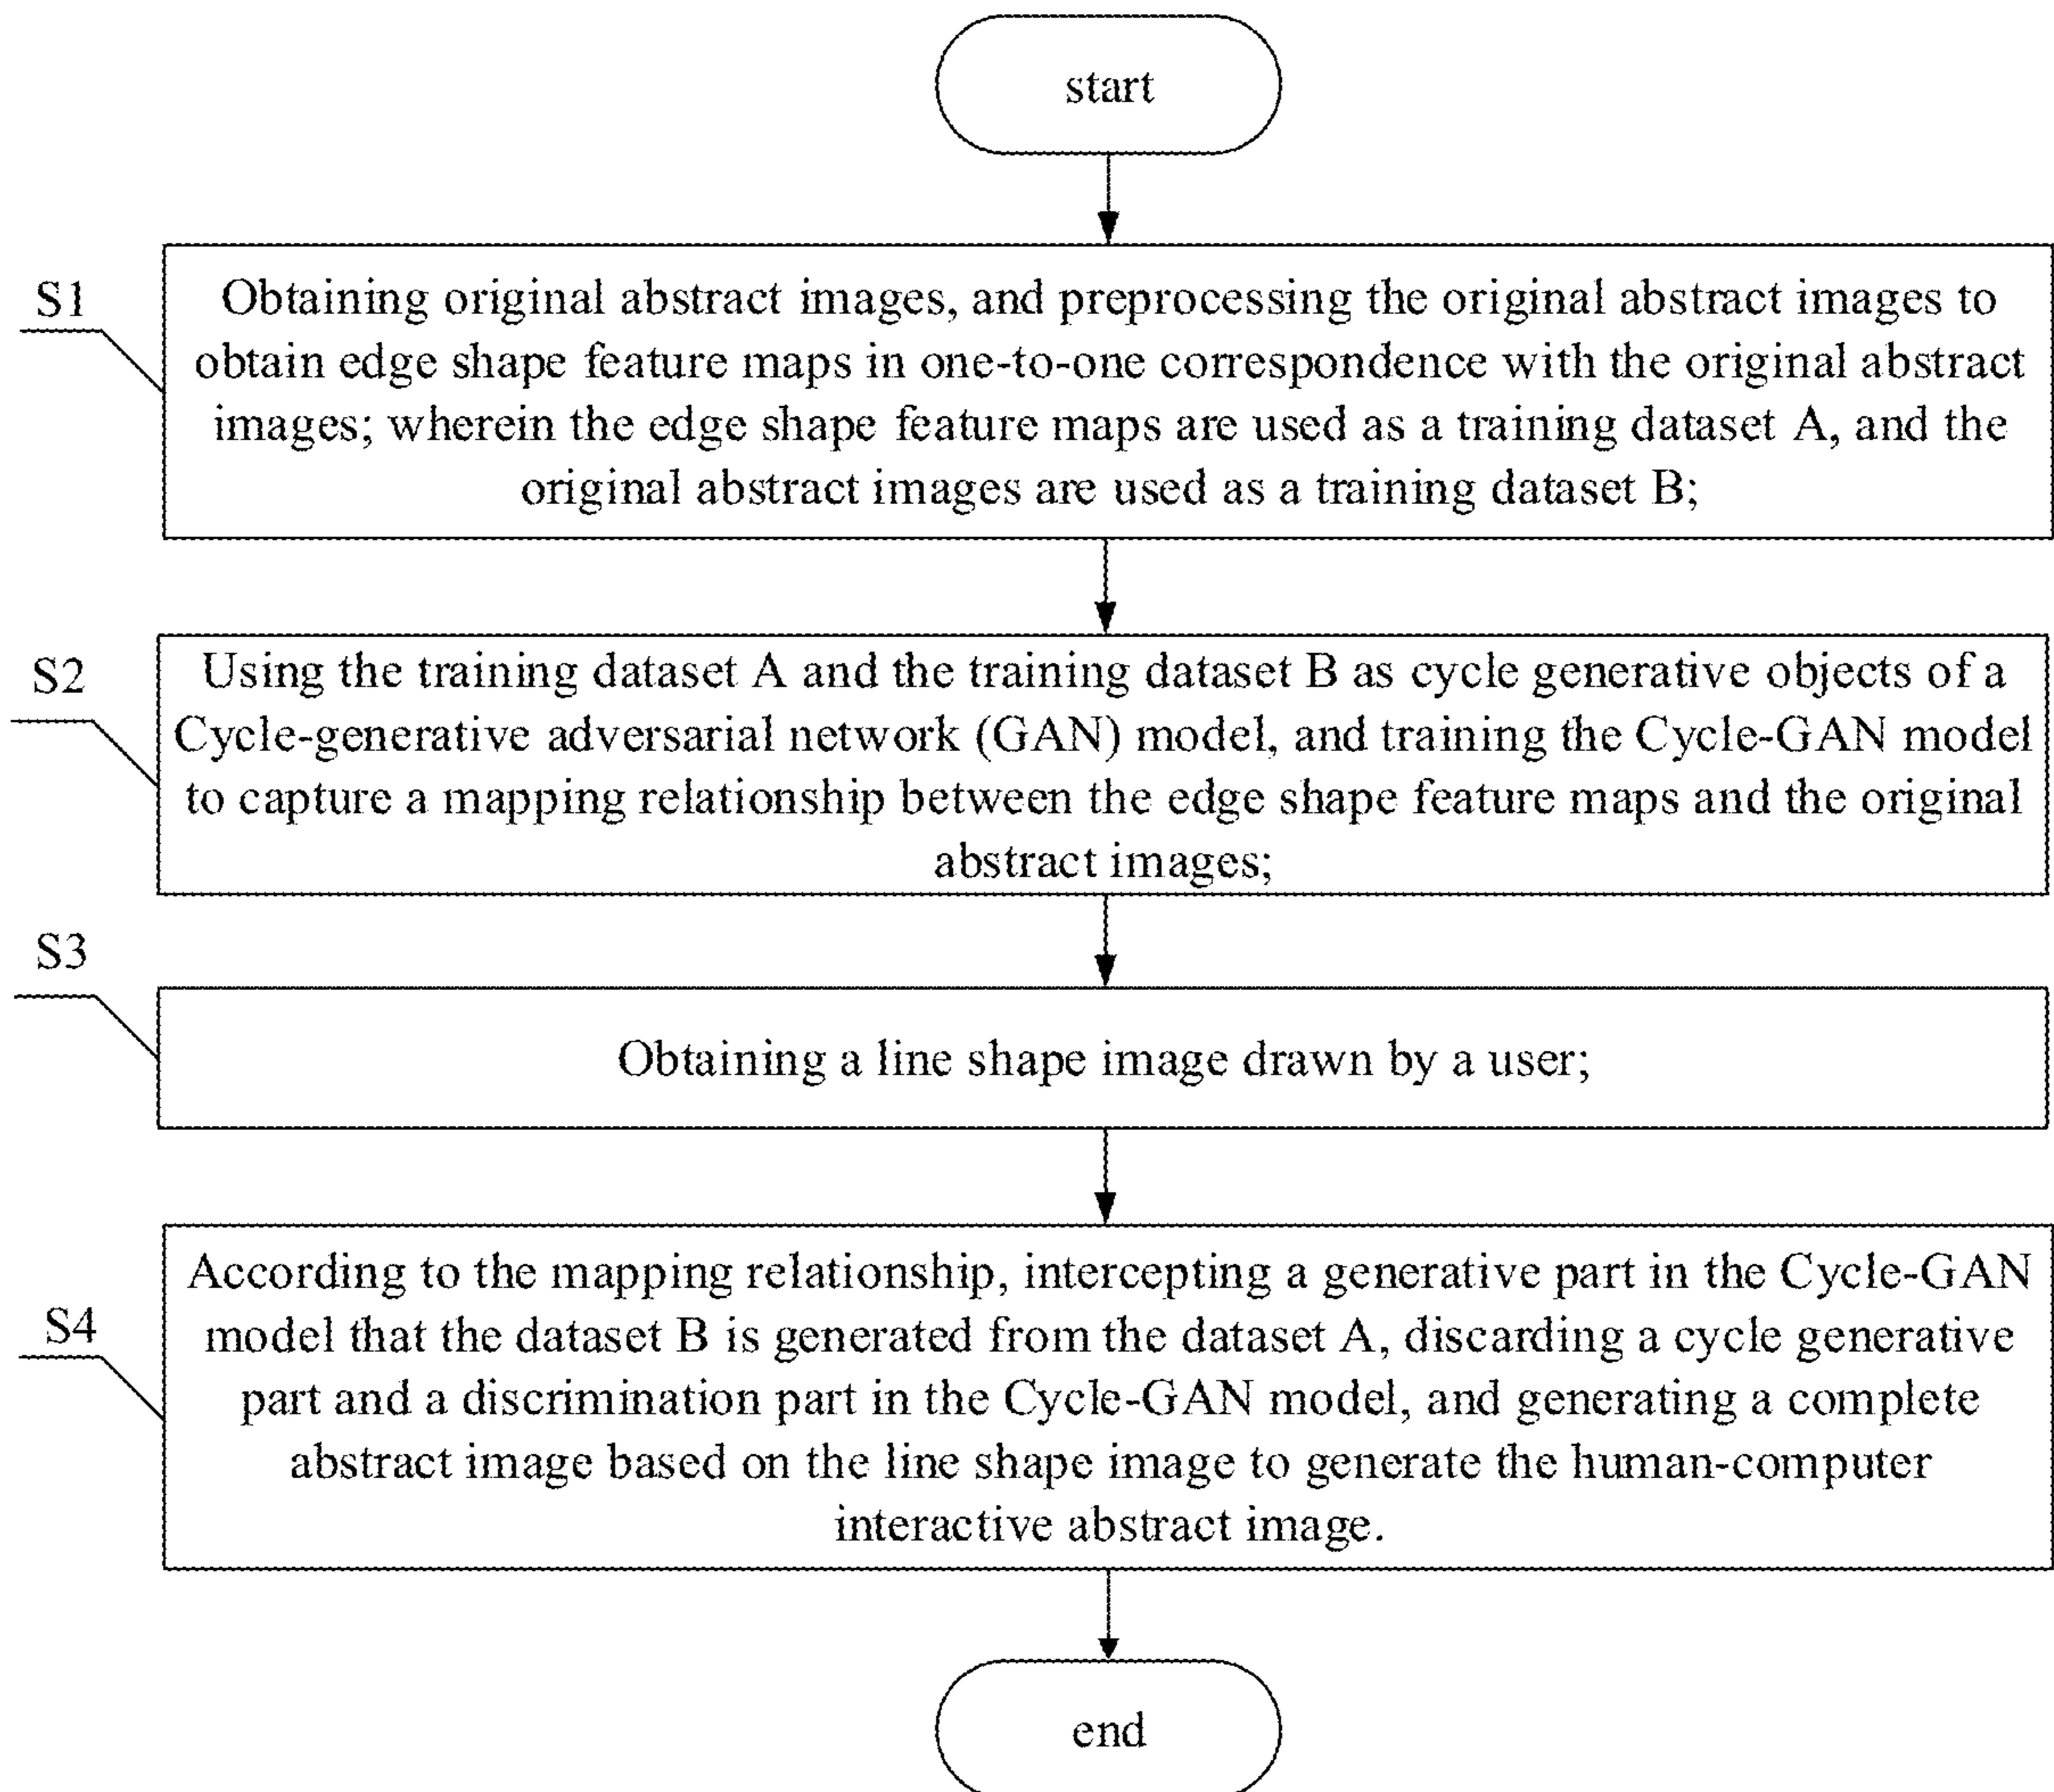 start
S1
Obtaining original abstract images, and preprocessing the original abstract images to
obtain edge shape feature maps in one-to-one correspondence with the original abstract
images; wherein the edge shape feature maps are used as a training dataset A, and the
original abstract images are used as a training dataset B;
S2
Using the training dataset A and the training dataset B as cycle generative objects of a
Cycle-generative adversarial network (GAN) model, and training the Cycle-GAN model
to capture a mapping relationship between the edge shape feature maps and the original
abstract images;
S3
Obtaining a line shape image drawn by a user;
S4
According to the mapping relationship, intercepting a generative part in the Cycle-GAN
model that the dataset B is generated from the dataset A, discarding a cycle generative
part and a discrimination part in the Cycle-GAN model, and generating a complete
abstract image based on the line shape image to generate the human-computer
interactive abstract image.
end